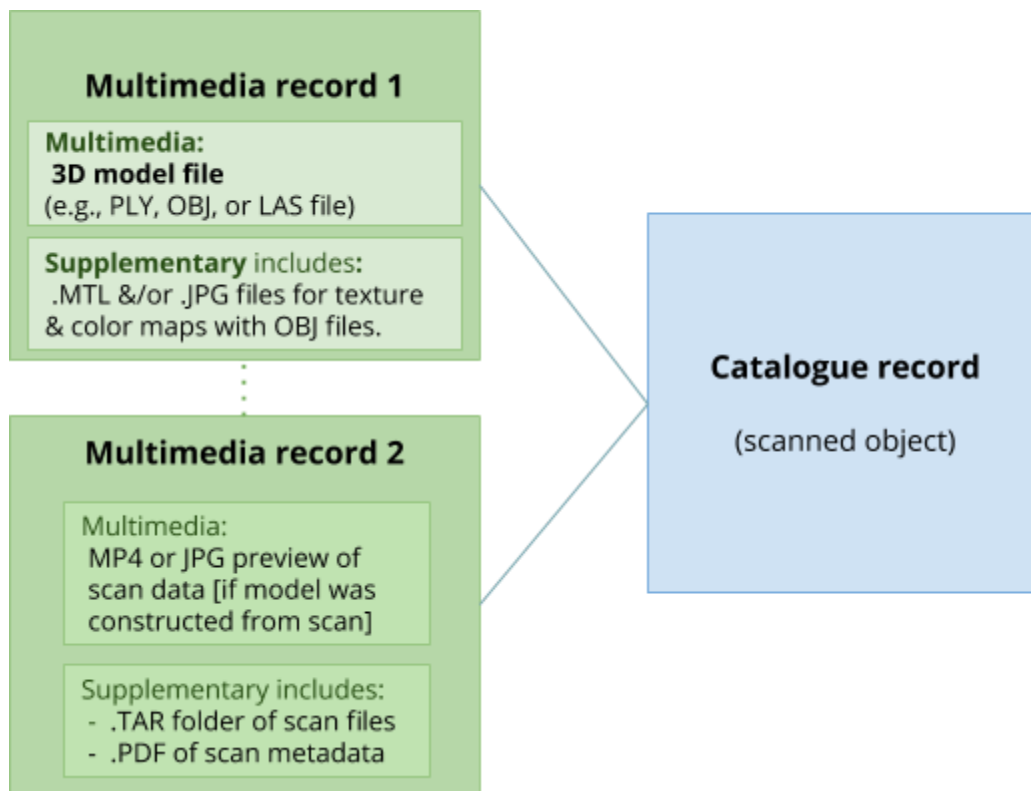 Multimedia record 1
Multimedia:
3D model file
(e.g., PLY, OBJ, or LAS file)
Supplementary includes:
.MTL &/or .JPG files for texture
& color maps with OBJ files.
Multimedia record 2
Multimedia:
MP4 or JPG preview of
scan data [if model was
constructed from scan]
Supplementary includes:
- .TAR folder of scan files
- .PDF of scan metadata
Catalogue record
(scanned object)